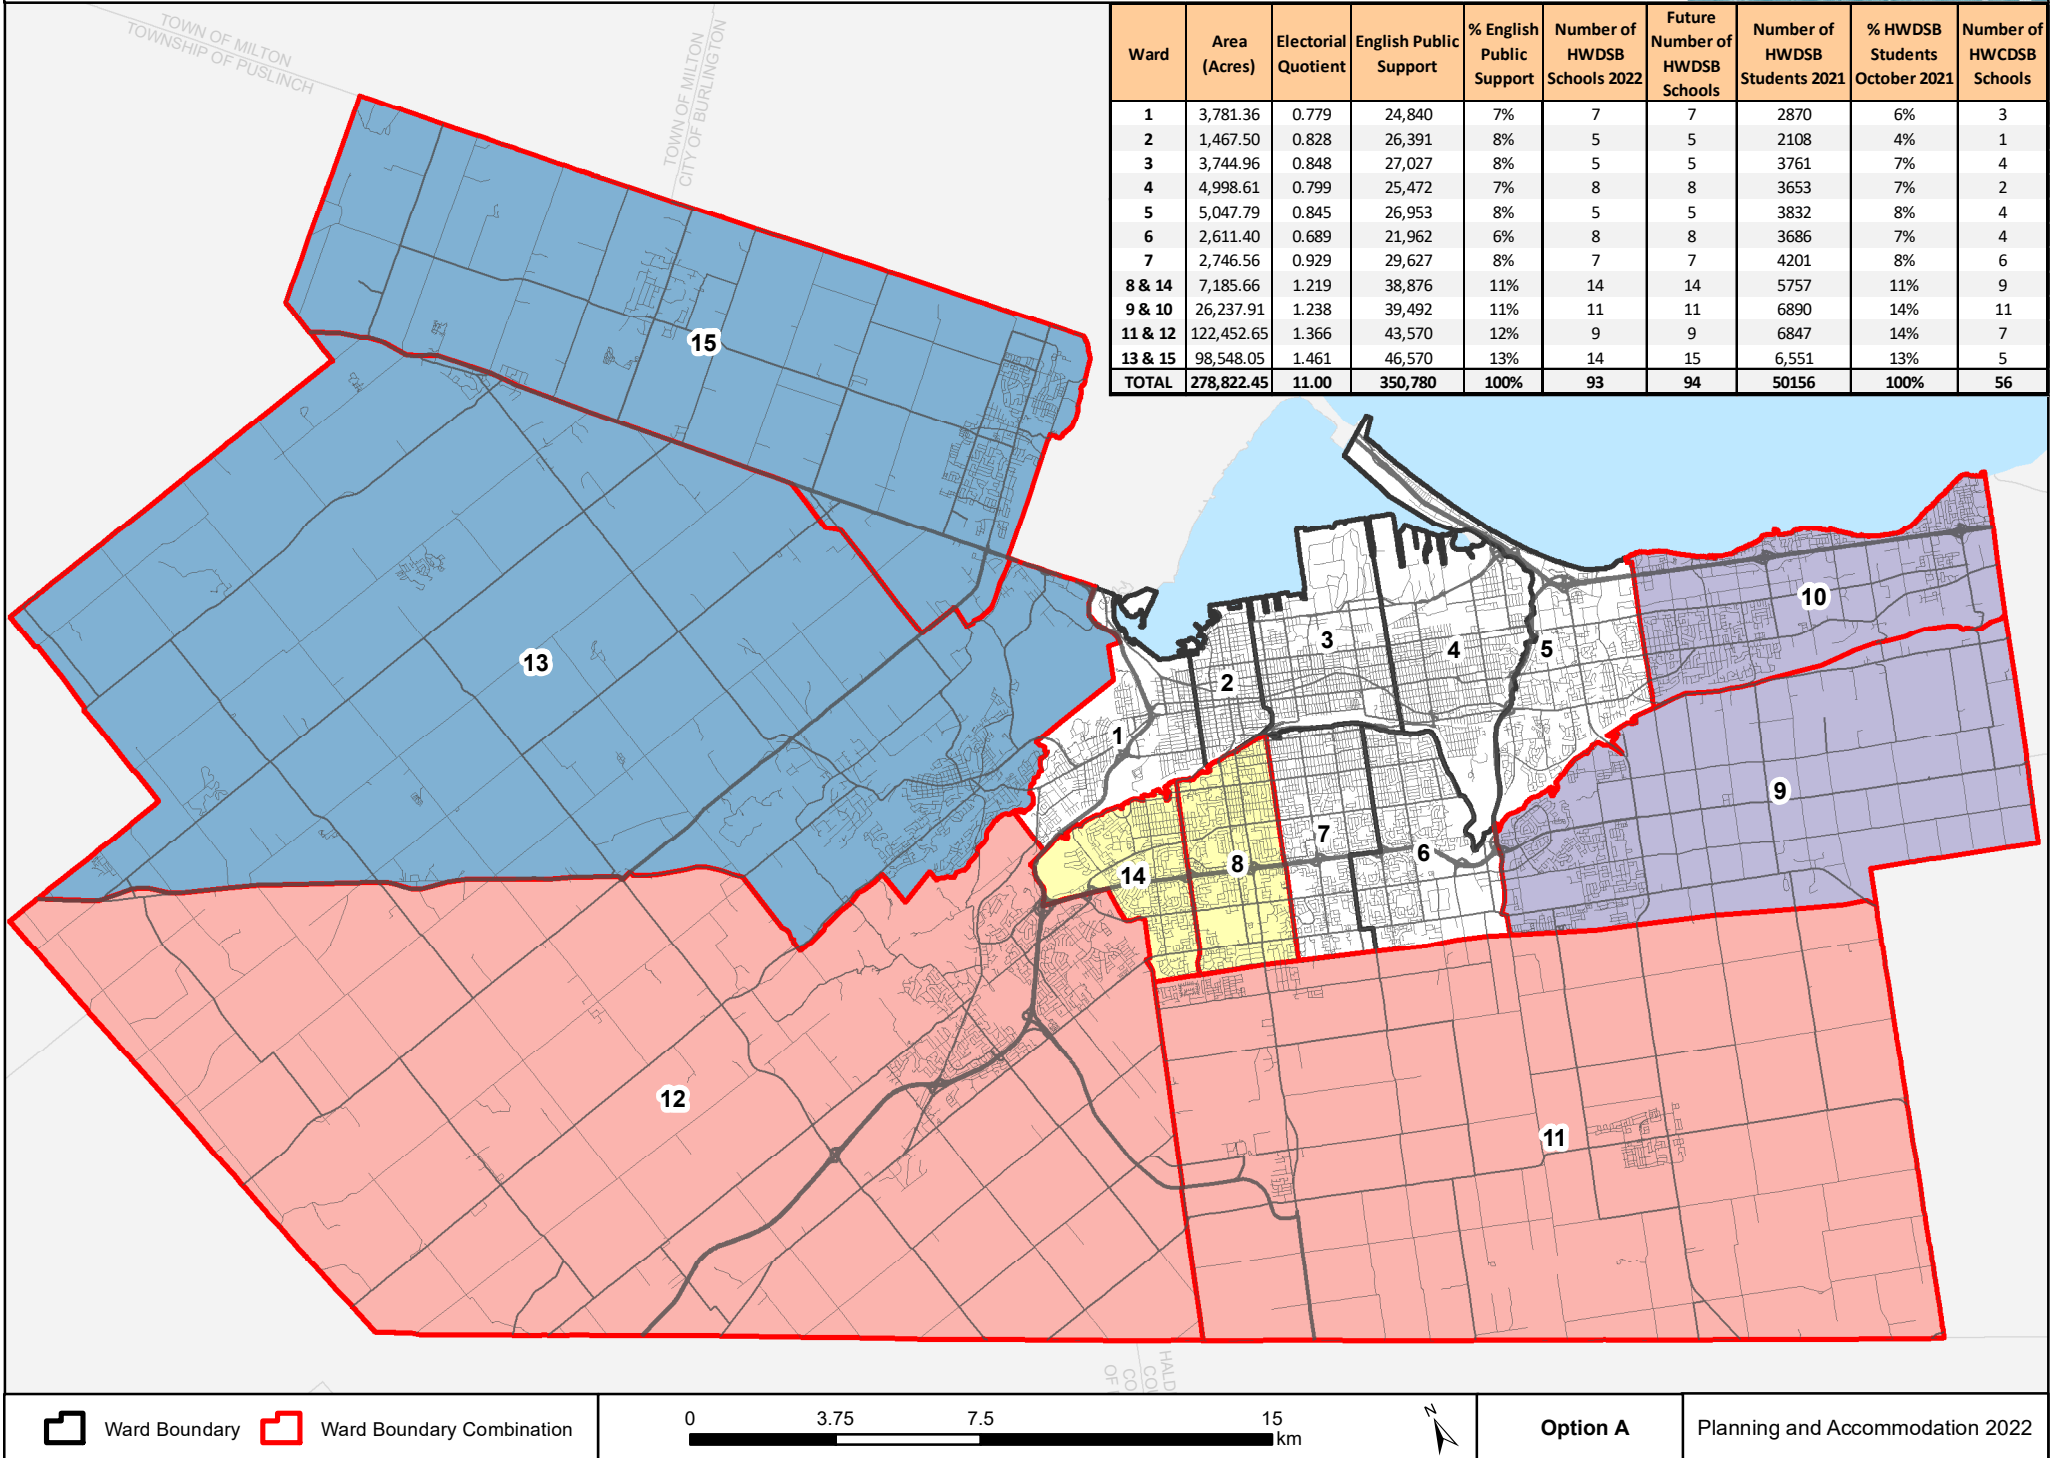 TOWN OF MILTON
TOWNSHIP OF PUSLINCH
TOWN OF MILTON
CITY OF BURLINGTON
Ward Area (Acres) Electorial Quotient English Public Support % English Public Support Number of HWDSB Schools 2022 Future Number of HWDSB Schools Number of HWDSB Students 2021 % HWDSB Students October 2021 Number of HWCDSB Schools
1 3,781.36 0.779 24,840 7% 7 7 2870 6% 3
2 1,467.50 0.828 26,391 8% 5 5 2108 4% 1
3 3,744.96 0.848 27,027 8% 5 5 3761 7% 4
4 4,998.61 0.799 25,472 7% 8 8 3653 7% 2
5 5,047.79 0.845 26,953 8% 5 5 3832 8% 4
6 2,611.40 0.689 21,962 6% 8 8 3686 7% 4
7 2,746.56 0.929 29,627 8% 7 7 4201 8% 6
8 & 14 7,185.66 1.219 38,876 11% 14 14 5757 11% 9
9 & 10 26,237.91 1.238 39,492 11% 11 11 6890 14% 11
11 & 12 122,452.65 1.366 43,570 12% 9 9 6847 14% 7
13 & 15 98,548.05 1.461 46,570 13% 14 15 6,551 13% 5
TOTAL 278,822.45 11.00 350,780 100% 93 94 50156 100% 56
15
13
10
3
4
5
2
1
9
7
6
8
14
12
11
HALD
CO
COU
OF
Ward Boundary
Ward Boundary Combination
0 3.75 7.5 15
km
N
Option A
Planning and Accommodation 2022